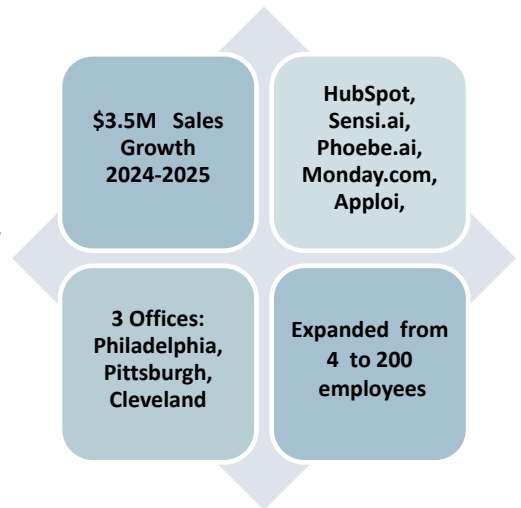 $3.5M Sales
Growth
2024-2025
HubSpot,
Sensi.ai,
Phoebe.ai,
Monday.com,
Apploi,
3 Offices:
Philadelphia,
Pittsburgh,
Cleveland
Expanded from
4 to 200
employees